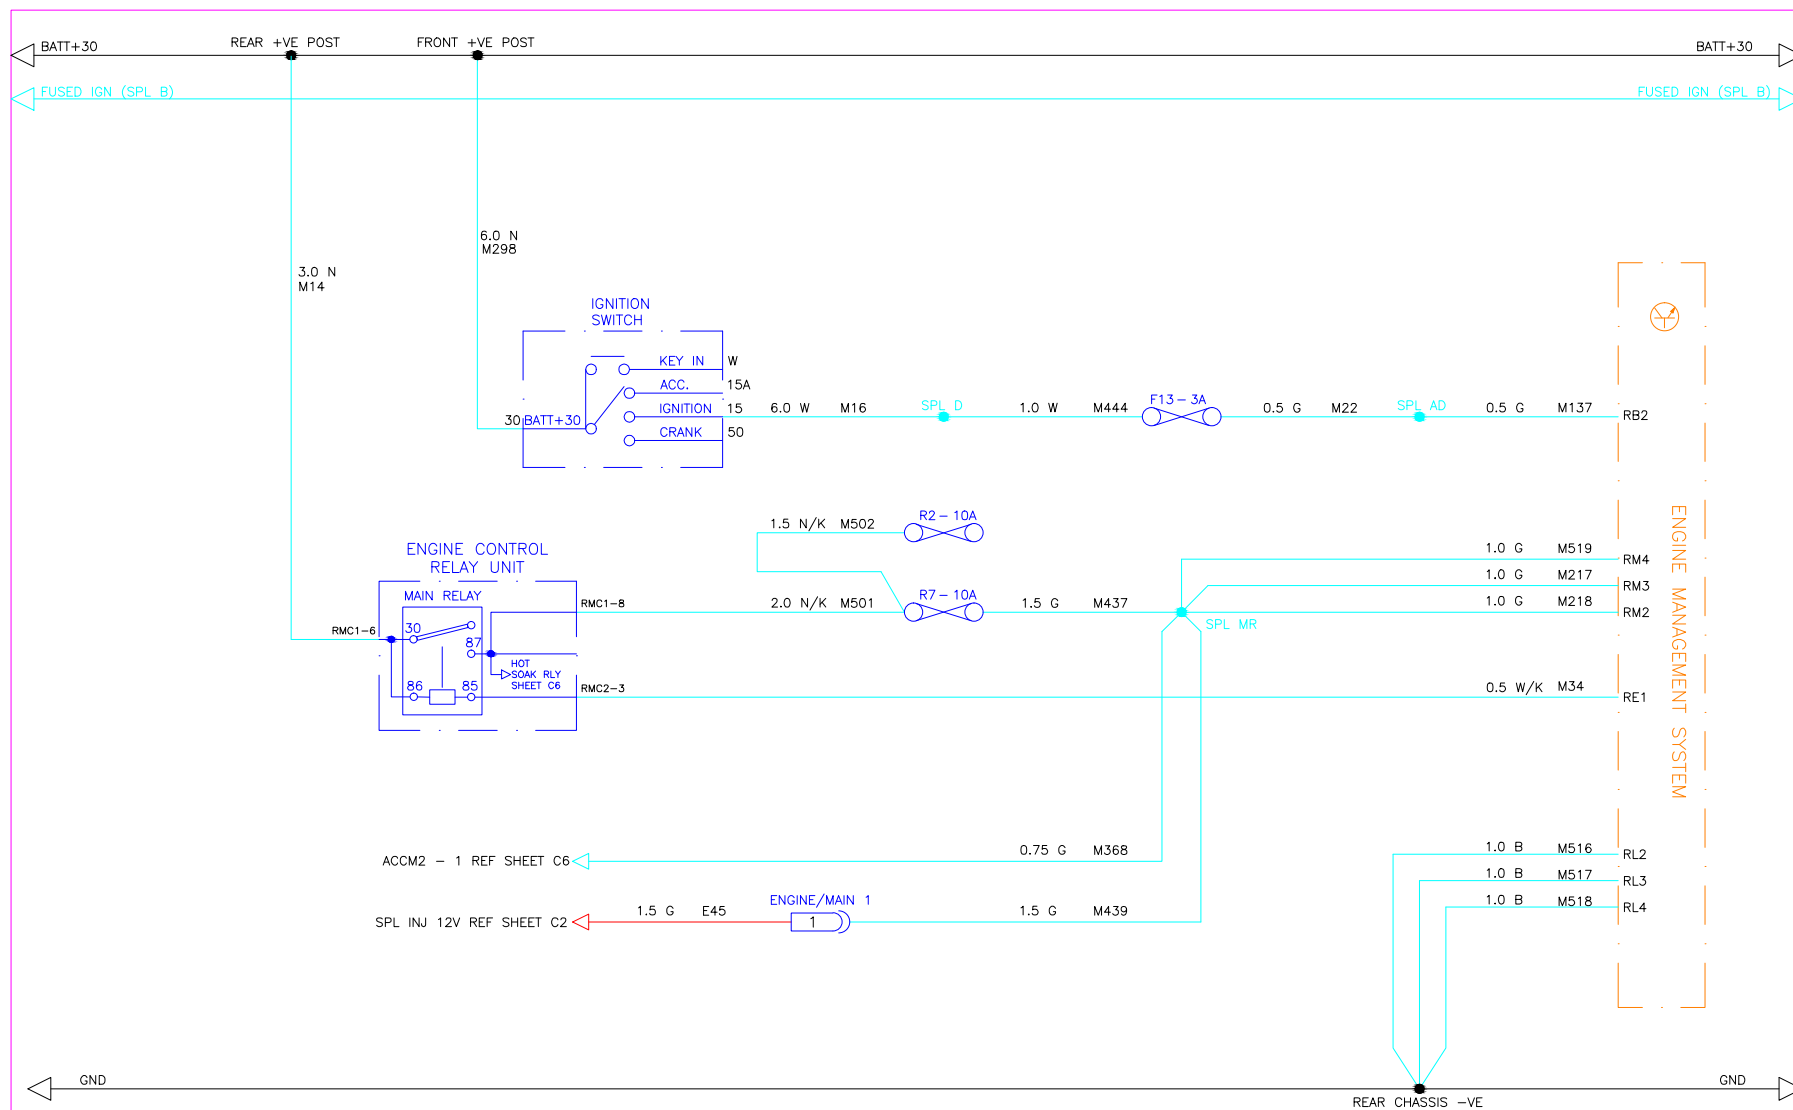 BATT+30
REAR +VE POST
FRONT +VE POST
BATT+30
FUSED IGN (SPL B)
FUSED IGN (SPL B)
6.0 N
M298
3.0 N
M14
IGNITION
SWITCH
KEY IN
W
ACC.
15A
IGNITION
15
CRANK
50
30
BATT+30
6.0 W
M16
SPL D
1.0 W
M444
F13-3A
0.5 G
M22
SPL AD
0.5 G
M137
RB2
1.5 N/K
M502
R2-10A
ENGINE CONTROL
RELAY UNIT
MAIN RELAY
RMC1-6
30
87
86
85
HOT
SOAK RLY
SHEET C6
RMC1-8
2.0 N/K
M501
R7-10A
1.5 G
M437
SPL MR
1.0 G
M519
RM4
1.0 G
M217
RM3
1.0 G
M218
RM2
RMC2-3
0.5 W/K
M34
RE1
ENGINE MANAGEMENT SYSTEM
ACCM2 - 1 REF SHEET C6
0.75 G
M368
SPL INJ 12V REF SHEET C2
1.5 G
E45
ENGINE/MAIN 1
1
1.5 G
M439
1.0 B
M516
RL2
1.0 B
M517
RL3
1.0 B
M518
RL4
GND
GND
REAR CHASSIS -VE